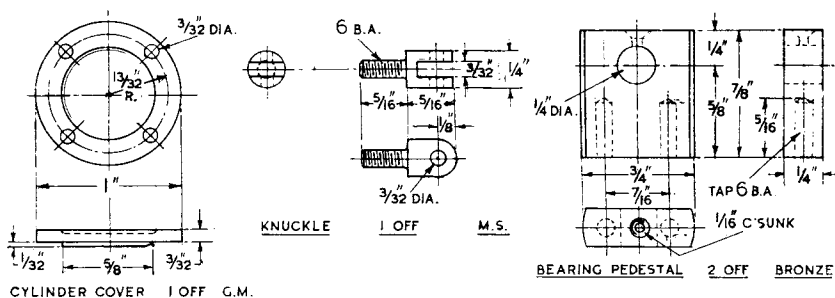 3/32" DIA.
13/32"
R.
1"
1/32"
5/8"
3/32"
CYLINDER COVER 1 OFF G.M.
6 B.A.
3/32"
1/4"
5/16"
5/16"
1/8"
3/32" DIA.
KNUCKLE 1 OFF M.S.
1/4" DIA.
1/4"
7/8"
5/8"
5/16"
3/4"
7/16"
TAP 6 B.A.
1/4"
1/16" C'SUNK
BEARING PEDESTAL 2 OFF BRONZE